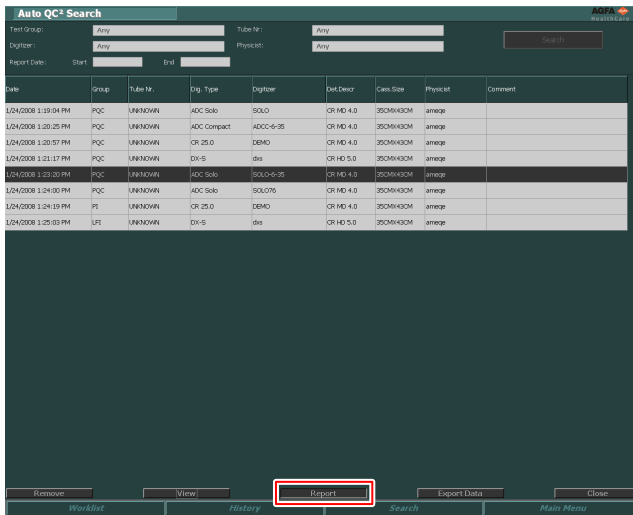 Auto QC² Search
AGFA
HealthCare
Test Group: Any Tube Nr: Any
Search
Digitizer: Any Physicist: Any
Report Date: Start End
Date Group Tube Nr. Dig. Type Digitizer Det.Descr Cass.Size Physicist Comment
1/24/2008 1:19:04 PM PQC UNKNOWN ADC Solo SOLO CR MD 4.0 35CMX43CM ameqe
1/24/2008 1:20:25 PM PQC UNKNOWN ADC Compact ADCC-6-35 CR MD 4.0 35CMX43CM ameqe
1/24/2008 1:20:57 PM PQC UNKNOWN CR 25.0 DEMO CR MD 4.0 35CMX43CM ameqe
1/24/2008 1:21:17 PM PQC UNKNOWN DX-S dxs CR HD 5.0 35CMX43CM ameqe
1/24/2008 1:23:20 PM PQC UNKNOWN ADC Solo SOLO-6-35 CR MD 4.0 35CMX43CM ameqe
1/24/2008 1:24:00 PM PQC UNKNOWN ADC Solo SOLO76 CR MD 4.0 35CMX43CM ameqe
1/24/2008 1:24:19 PM PI UNKNOWN CR 25.0 DEMO CR MD 4.0 35CMX43CM ameqe
1/24/2008 1:25:03 PM LFI UNKNOWN DX-S dxs CR HD 5.0 35CMX43CM ameqe
Remove View Report Export Data Close
Worklist History Search Main Menu